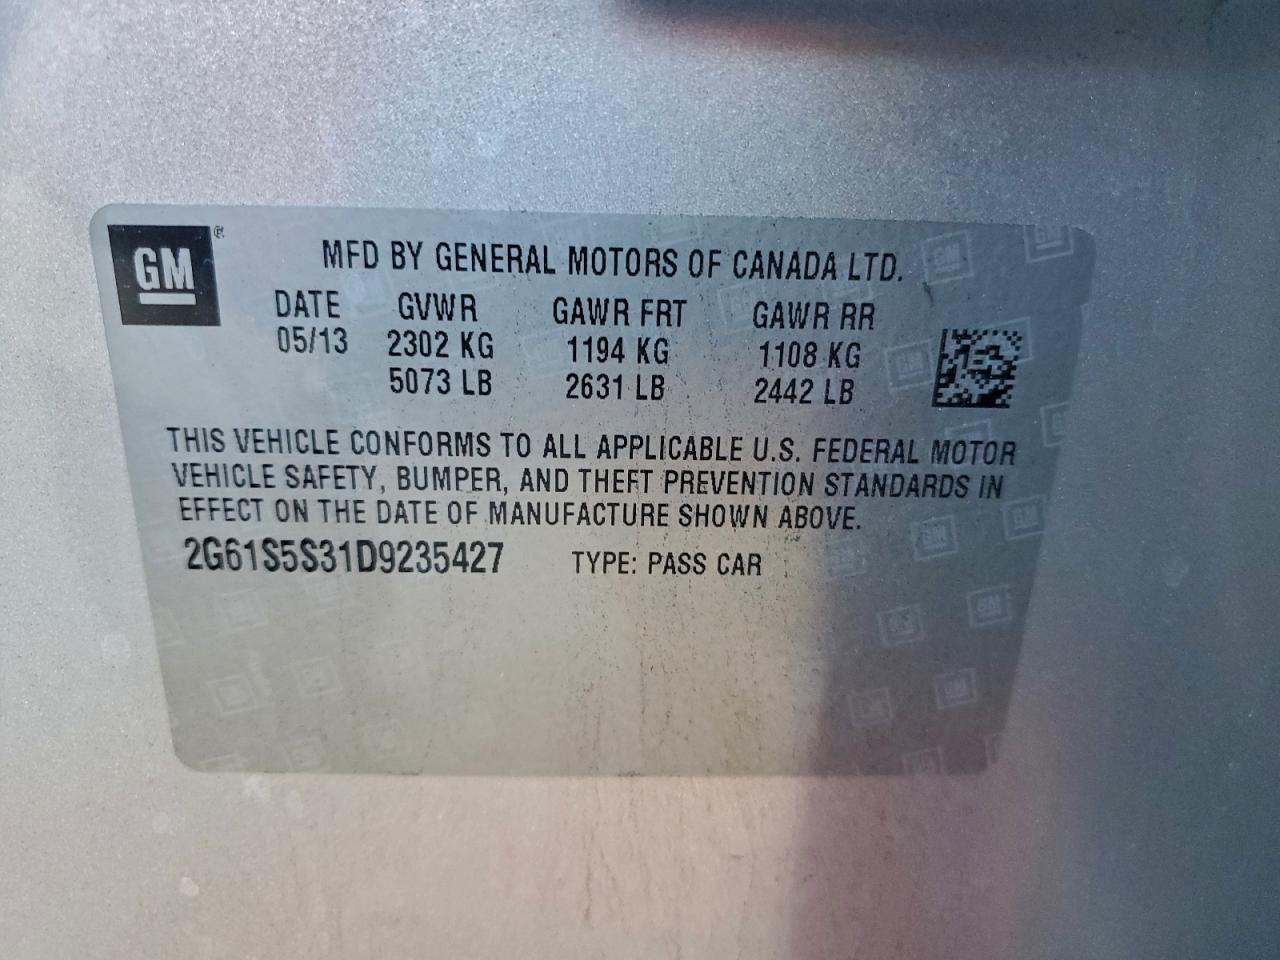 GM®
MFD BY GENERAL MOTORS OF CANADA LTD.
DATE GVWR GAWR FRT GAWR RR
05/13 2302 KG 1194 KG 1108 KG
5073 LB 2631 LB 2442 LB
THIS VEHICLE CONFORMS TO ALL APPLICABLE U.S. FEDERAL MOTOR
VEHICLE SAFETY, BUMPER, AND THEFT PREVENTION STANDARDS IN
EFFECT ON THE DATE OF MANUFACTURE SHOWN ABOVE.
2G61S5S31D9235427 TYPE: PASS CAR